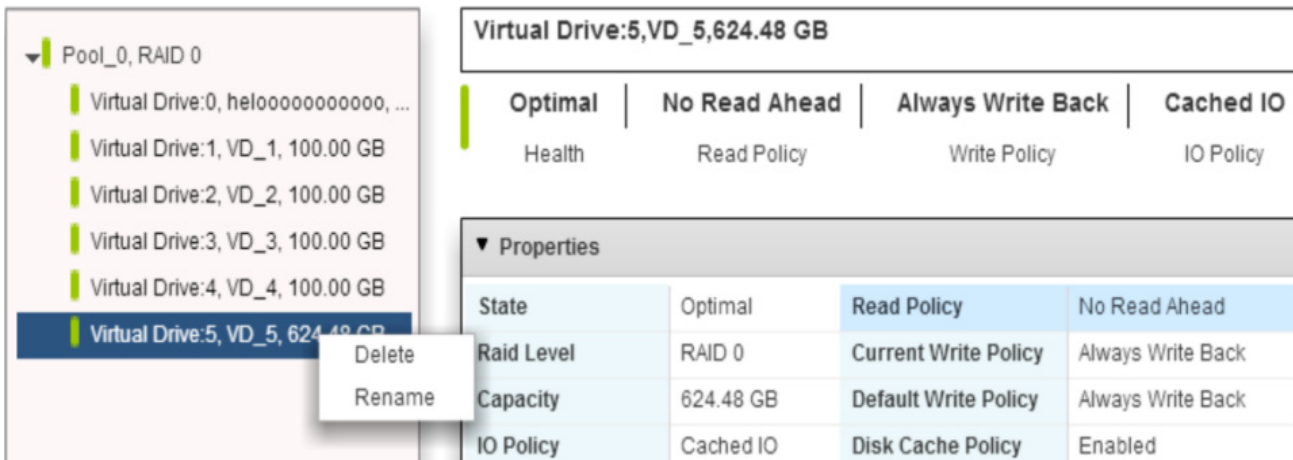 Pool_0, RAID 0
Virtual Drive:0, helooooooooooo, ...
Virtual Drive:1, VD_1, 100.00 GB
Virtual Drive:2, VD_2, 100.00 GB
Virtual Drive:3, VD_3, 100.00 GB
Virtual Drive:4, VD_4, 100.00 GB
Virtual Drive:5, VD_5, 624.48 GB
Delete
Rename
Virtual Drive:5,VD_5,624.48 GB
Optimal No Read Ahead Always Write Back Cached IO
Health Read Policy Write Policy IO Policy
Properties
State Optimal Read Policy No Read Ahead
Raid Level RAID 0 Current Write Policy Always Write Back
Capacity 624.48 GB Default Write Policy Always Write Back
IO Policy Cached IO Disk Cache Policy Enabled